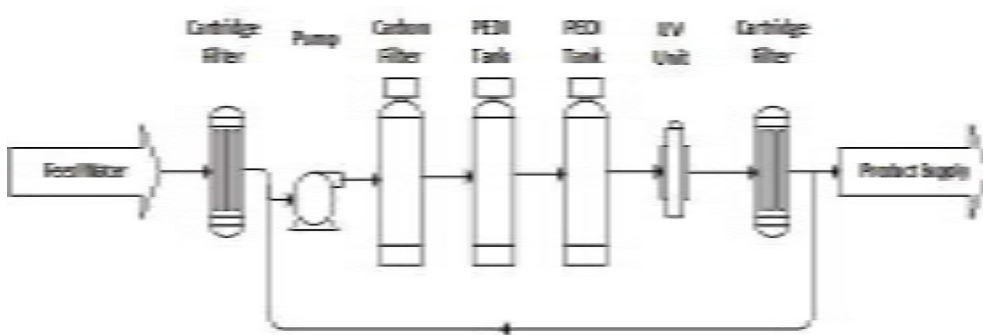 Cartridge
Filter
Pump
Carbon
Filter
PEDI
Tank
PEDI
Tank
UV
Unit
Cartridge
Filter
Feed Water
Product Supply